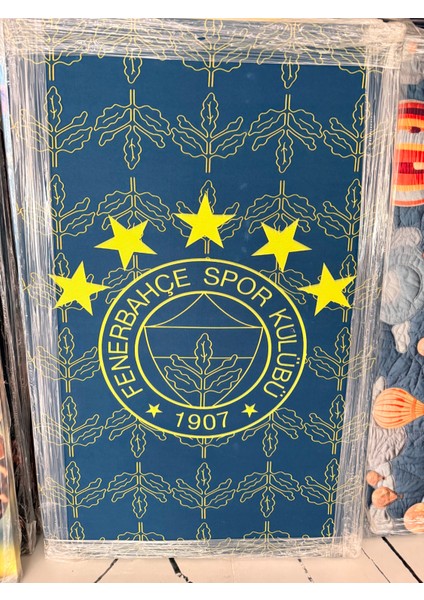 FENERBAHÇE SPOR KULÜBÜ
1907